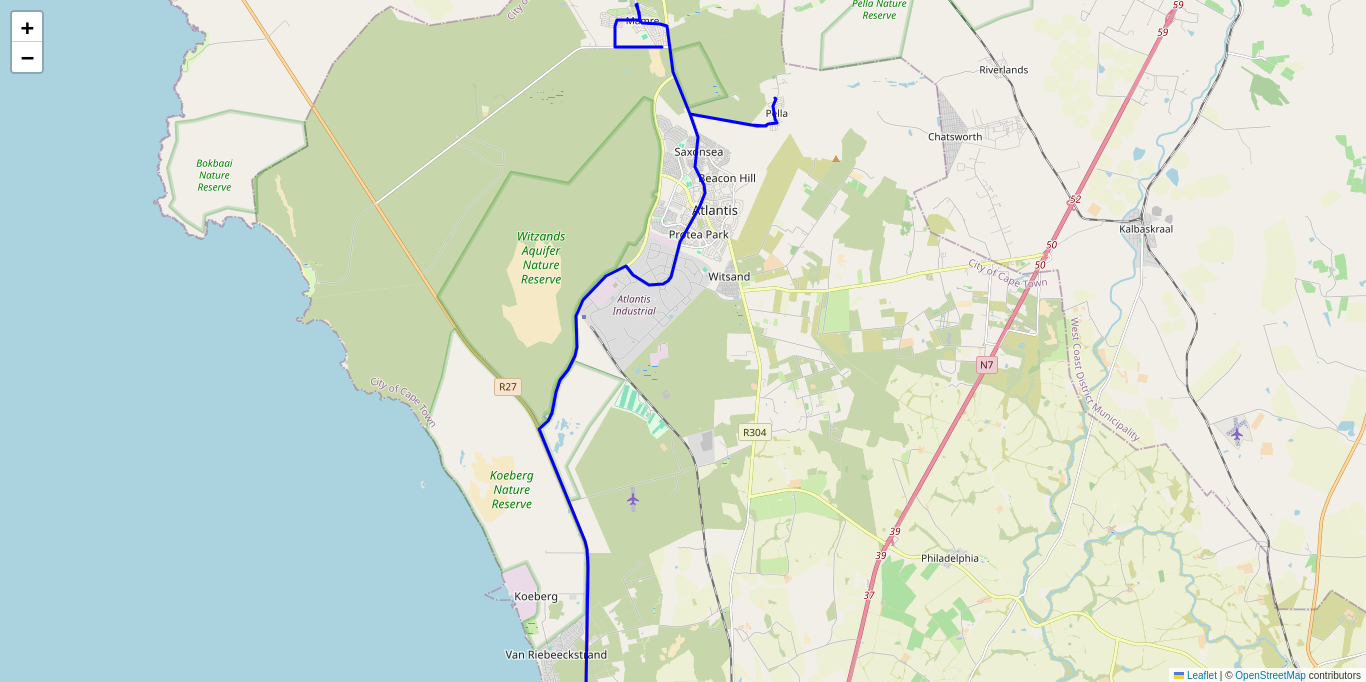 +
−
City of
Mamre
Pella Nature
Reserve
59
59
Riverlands
Pella
Chatsworth
Saxonsea
Bokbaai
Nature
Reserve
Beacon Hill
52
Atlantis
Kalbaskraal
Protea Park
Witzands
Aquifer
Nature
Reserve
50
50
City of Cape Town
Witsand
Atlantis
Industrial
West Coast District Municipality
N7
R27
City of Cape Town
R304
Koeberg
Nature
Reserve
39
39
Philadelphia
37
Koeberg
Van Riebeeckstrand
Leaflet | © OpenStreetMap contributors